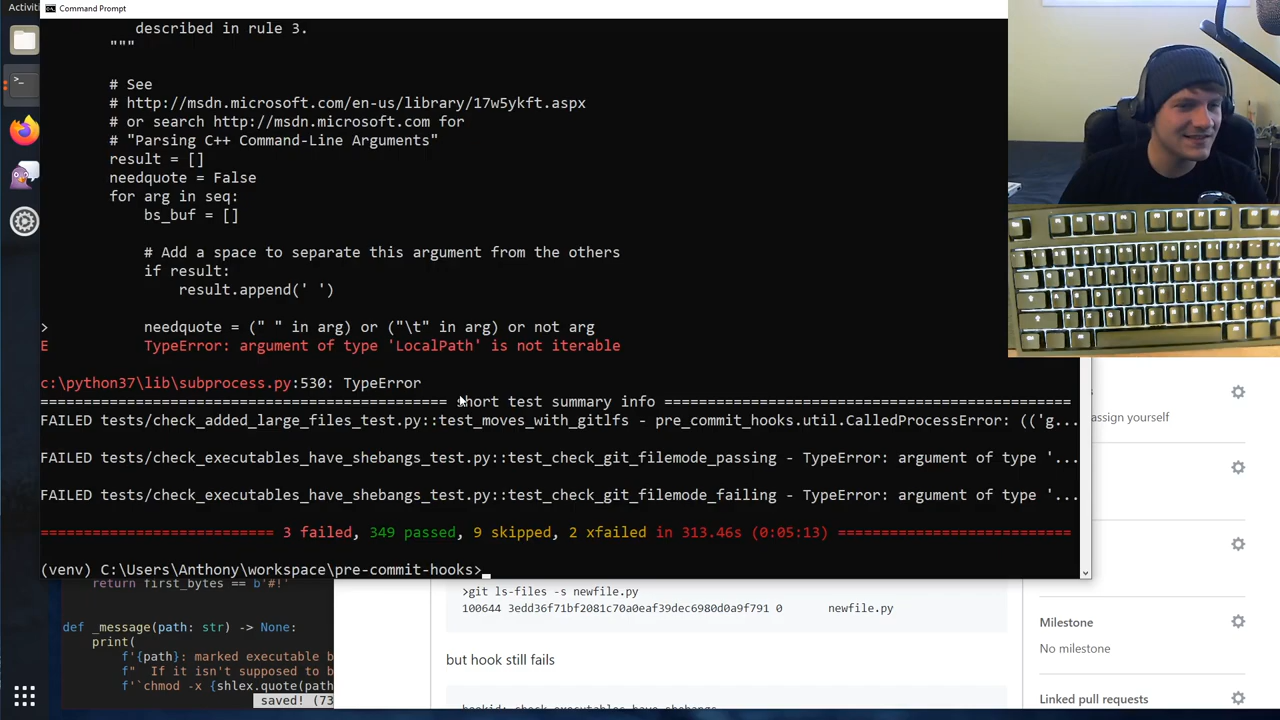 Activiti
Command Prompt
described in rule 3.
"""
# See
# http://msdn.microsoft.com/en-us/library/17w5ykft.aspx
# or search http://msdn.microsoft.com for
# "Parsing C++ Command-Line Arguments"
result = []
needquote = False
for arg in seq:
bs_buf = []
# Add a space to separate this argument from the others
if result:
result.append(' ')
> needquote = (" " in arg) or ("\t" in arg) or not arg
E TypeError: argument of type 'LocalPath' is not iterable
c:\python37\lib\subprocess.py:530: TypeError
=============================================== short test summary info ===============================================
FAILED tests/check_added_large_files_test.py::test_moves_with_gitlfs - pre_commit_hooks.util.CalledProcessError: (('g...
FAILED tests/check_executables_have_shebangs_test.py::test_check_git_filemode_passing - TypeError: argument of type '...
FAILED tests/check_executables_have_shebangs_test.py::test_check_git_filemode_failing - TypeError: argument of type '...
=========================== 3 failed, 349 passed, 9 skipped, 2 xfailed in 313.46s (0:05:13) ===========================
(venv) C:\Users\Anthony\workspace\pre-commit-hooks>
assign yourself
return first_bytes == b'#!'
def _message(path: str) -> None:
print(
f'{path}: marked executable b
f" If it isn't supposed to b
f'`chmod -x {shlex.quote(path
saved! (73
>git ls-files -s newfile.py
100644 3edd36f71bf2081c70a0eaf39dec6980d0a9f791 0 newfile.py
but hook still fails
hookid: check-executables-have-shebangs
Milestone
No milestone
Linked pull requests